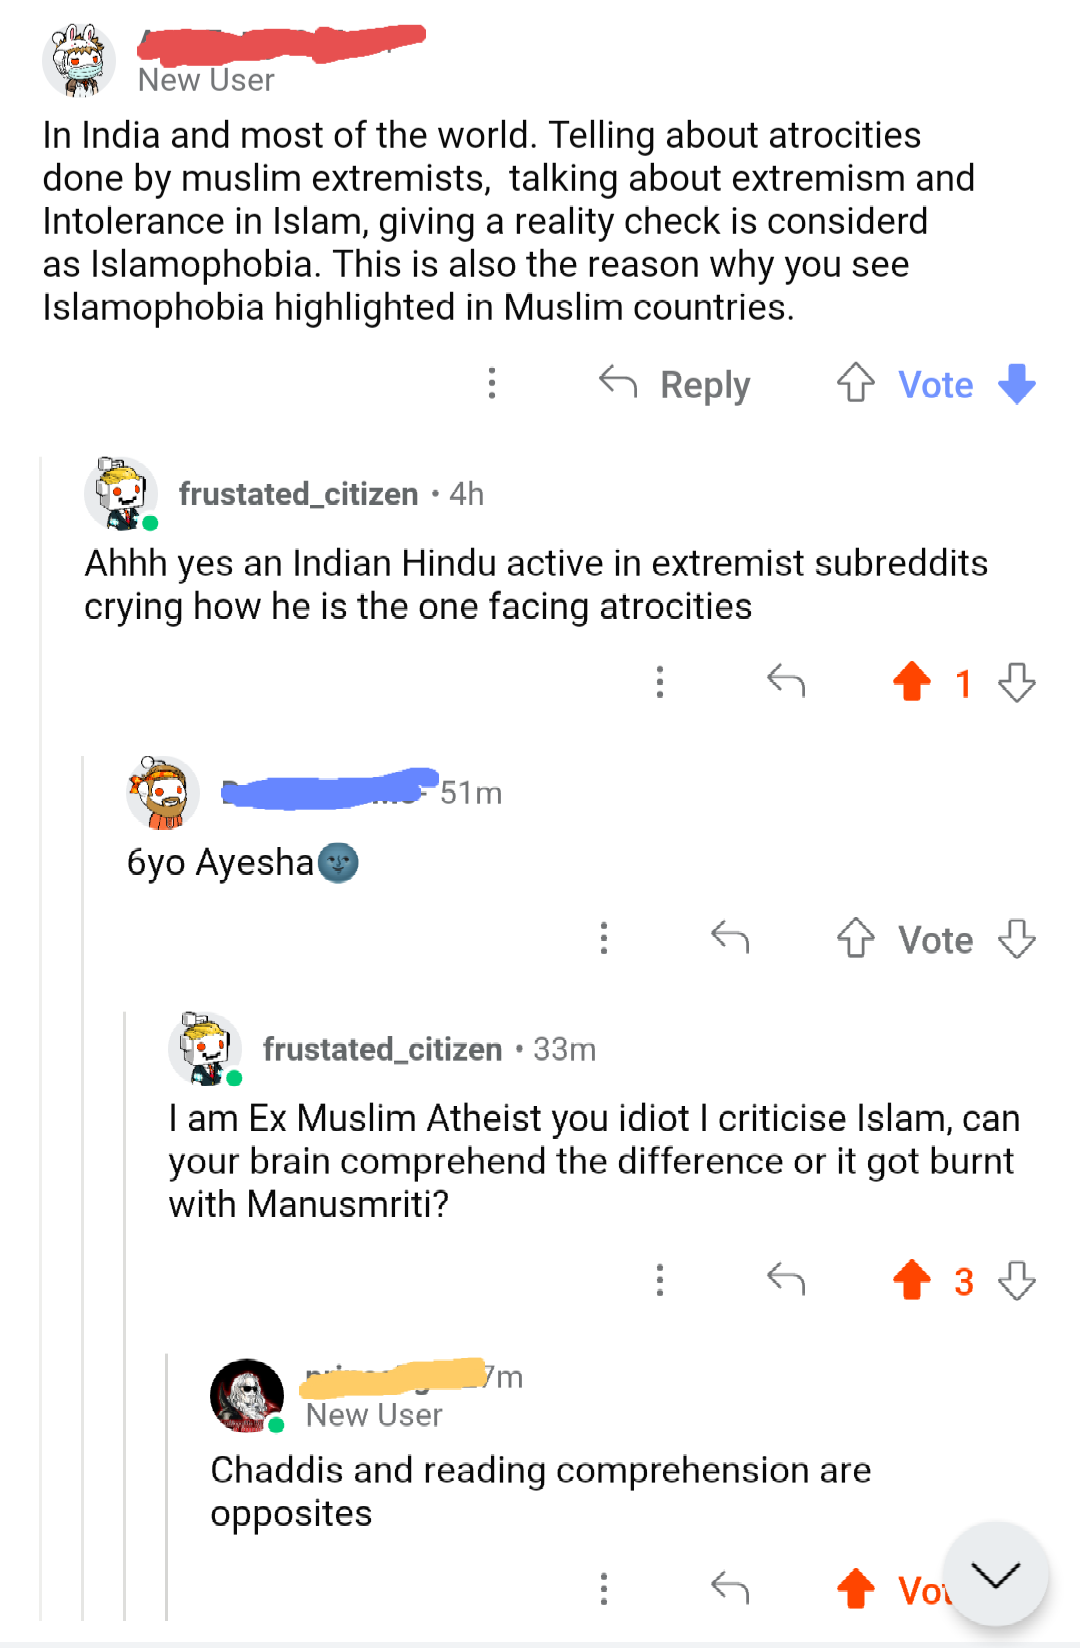 New User
In India and most of the world. Telling about atrocities
done by muslim extremists, talking about extremism and
Intolerance in Islam, giving a reality check is considerd
as Islamophobia. This is also the reason why you see
Islamophobia highlighted in Muslim countries.
Reply Vote
frustated_citizen • 4h
Ahhh yes an Indian Hindu active in extremist subreddits
crying how he is the one facing atrocities
1
51m
6yo Ayesha🌚
Vote
frustated_citizen • 33m
I am Ex Muslim Atheist you idiot I criticise Islam, can
your brain comprehend the difference or it got burnt
with Manusmriti?
3
7m
New User
Chaddis and reading comprehension are
opposites